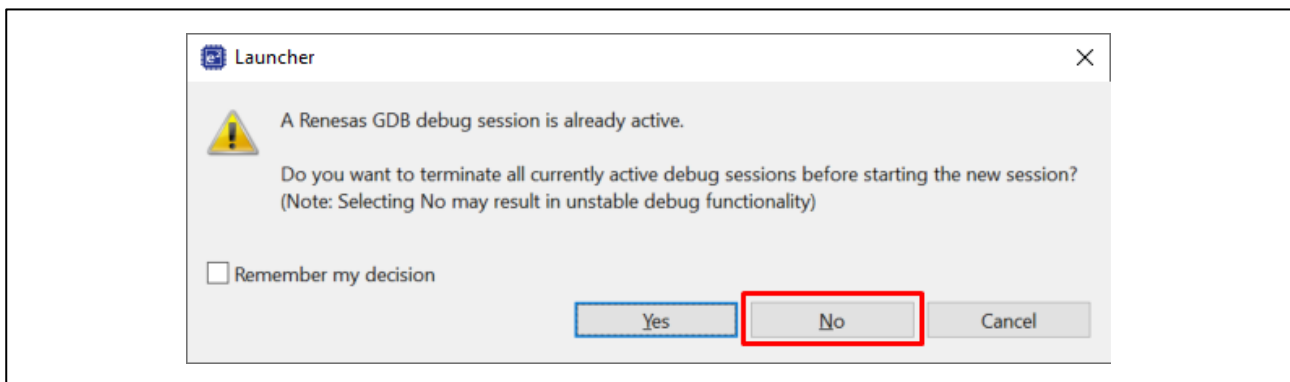 Launcher
A Renesas GDB debug session is already active.
Do you want to terminate all currently active debug sessions before starting the new session?
(Note: Selecting No may result in unstable debug functionality)
Remember my decision
Yes No Cancel